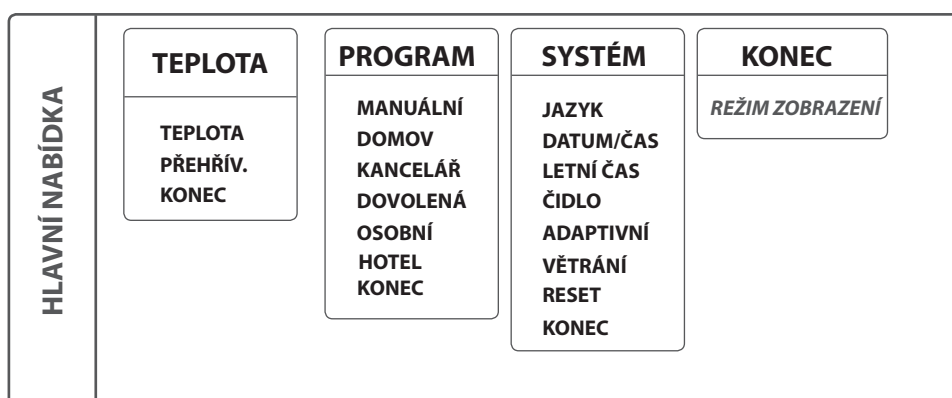 HLAVNÍ NABÍDKA
TEPLOTA
TEPLOTA
PŘEHŘÍV.
KONEC
PROGRAM
MANUÁLNÍ
DOMOV
KANCELÁŘ
DOVOLENÁ
OSOBNÍ
HOTEL
KONEC
SYSTÉM
JAZYK
DATUM/ČAS
LETNÍ ČAS
ČIDLO
ADAPTIVNÍ
VĚTRÁNÍ
RESET
KONEC
KONEC
REŽIM ZOBRAZENÍ